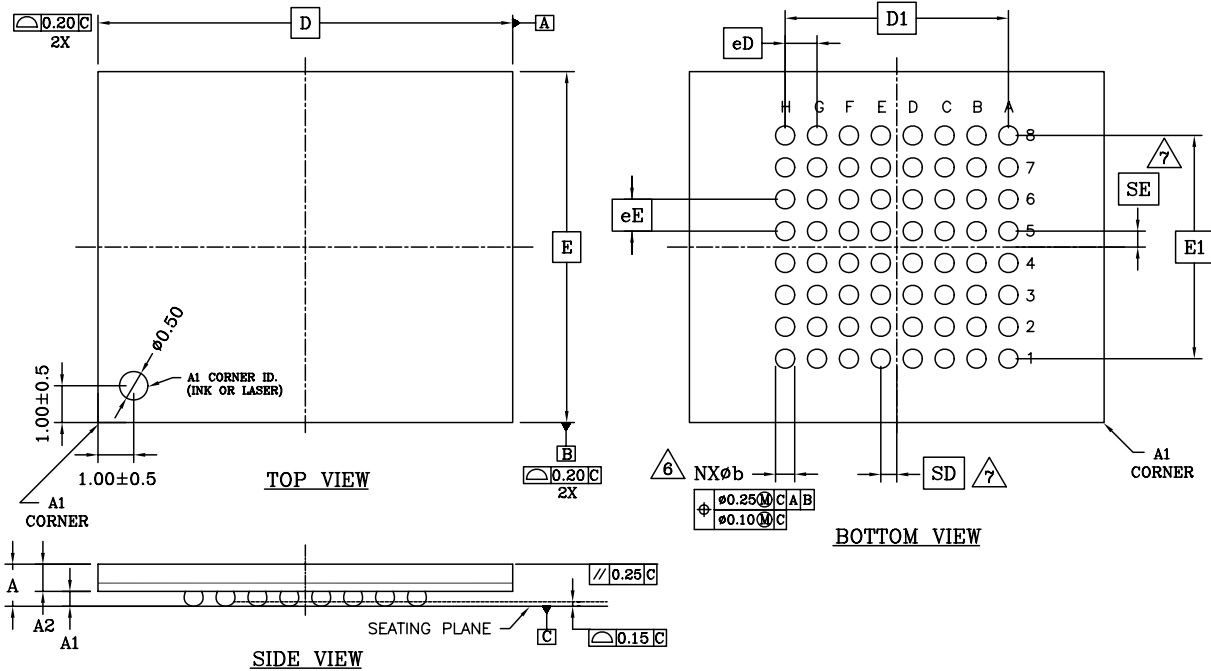 ⌓ 0.20 C
2X
D
A
E
ø0.50
A1 CORNER ID.
(INK OR LASER)
1.00±0.5
1.00±0.5
A1
CORNER
TOP VIEW
B
⌓ 0.20 C
2X
D1
eD
H G F E D C B A
8
7
6
5
4
3
2
1
7
SE
eE
E1
6 NXøb
⌖ ø0.25Ⓜ C A B
ø0.10Ⓜ C
SD 7
A1
CORNER
BOTTOM VIEW
A
A2
A1
// 0.25 C
SEATING PLANE
C
⌓ 0.15 C
SIDE VIEW